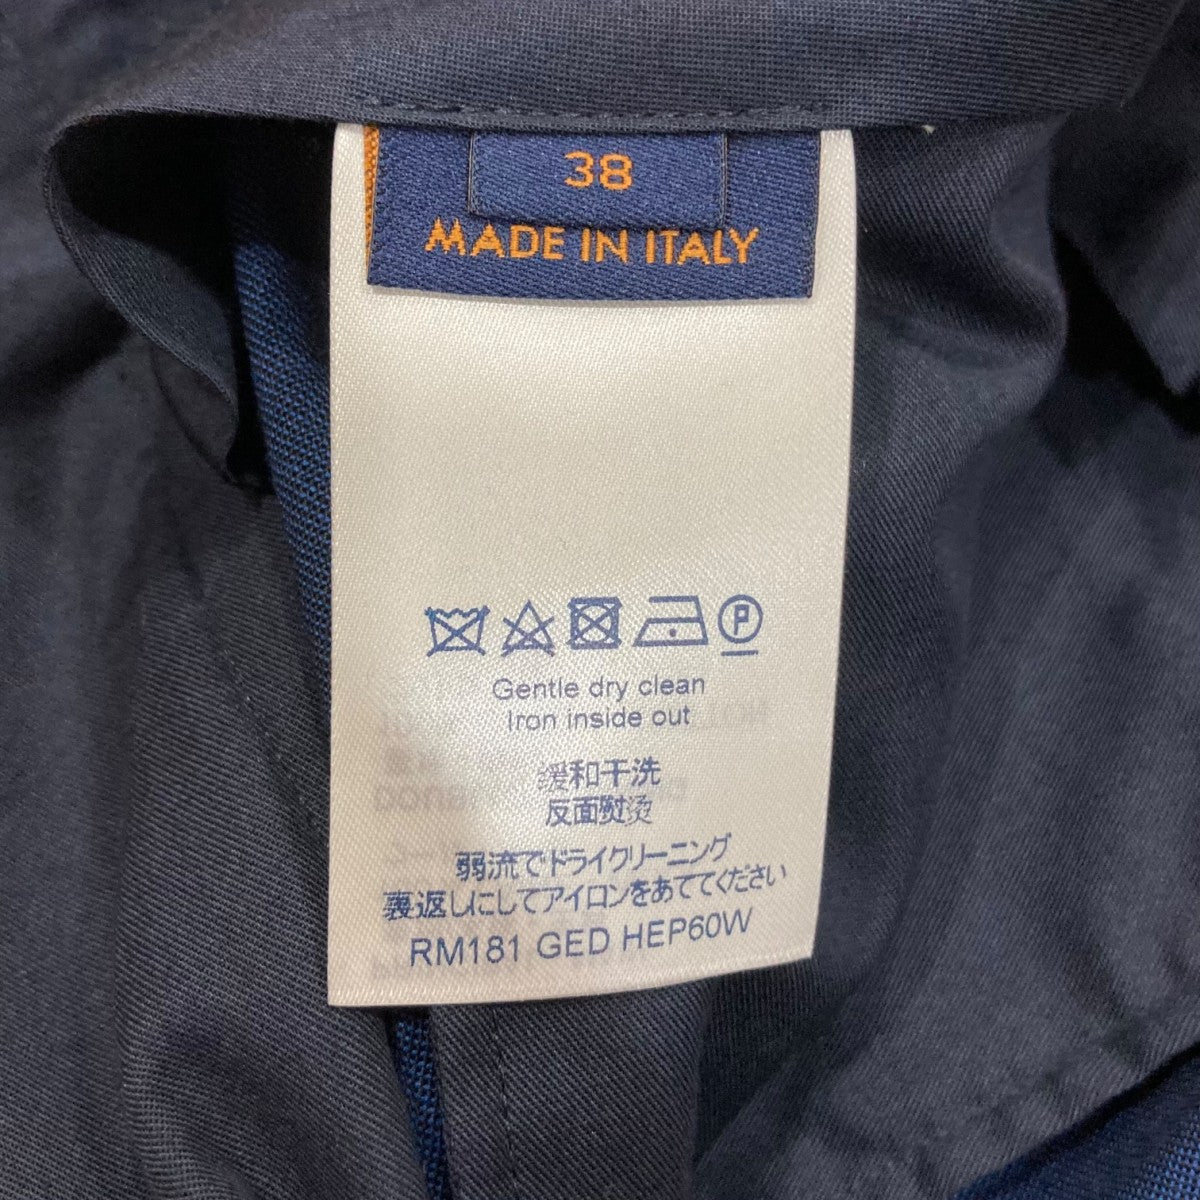 38
MADE IN ITALY
P
Gentle dry clean
Iron inside out
缓和干洗
反面熨烫
弱流でドライクリーニング
裏返しにしてアイロンをあててください
RM181 GED HEP60W